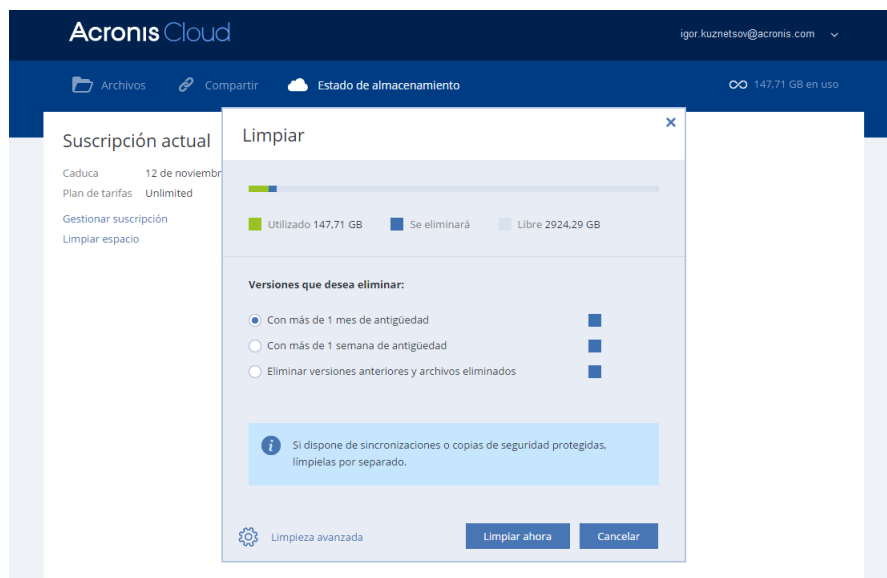 Acronis Cloud
igor.kuznetsov@acronis.com
Archivos
Compartir
Estado de almacenamiento
147,71 GB en uso
Suscripción actual
Caduca 12 de noviembr
Plan de tarifas Unlimited
Gestionar suscripción
Limpiar espacio
Limpiar
Utilizado 147,71 GB
Se eliminará
Libre 2924,29 GB
Versiones que desea eliminar:
Con más de 1 mes de antigüedad
Con más de 1 semana de antigüedad
Eliminar versiones anteriores y archivos eliminados
Si dispone de sincronizaciones o copias de seguridad protegidas,
límpielas por separado.
Limpieza avanzada
Limpiar ahora
Cancelar